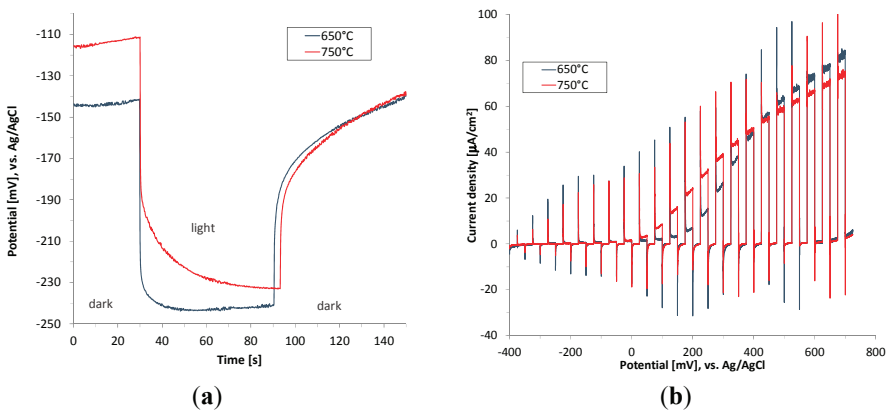 650°C
750°C
-110
-130
-150
-170
-190
-210
-230
-250
Potential [mV], vs. Ag/AgCl
light
dark
dark
0
20
40
60
80
100
120
140
Time [s]
(a)
650°C
750°C
100
80
60
40
20
0
-20
-40
Current density [µA/cm²]
-400
-200
0
200
400
600
800
Potential [mV], vs. Ag/AgCl
(b)